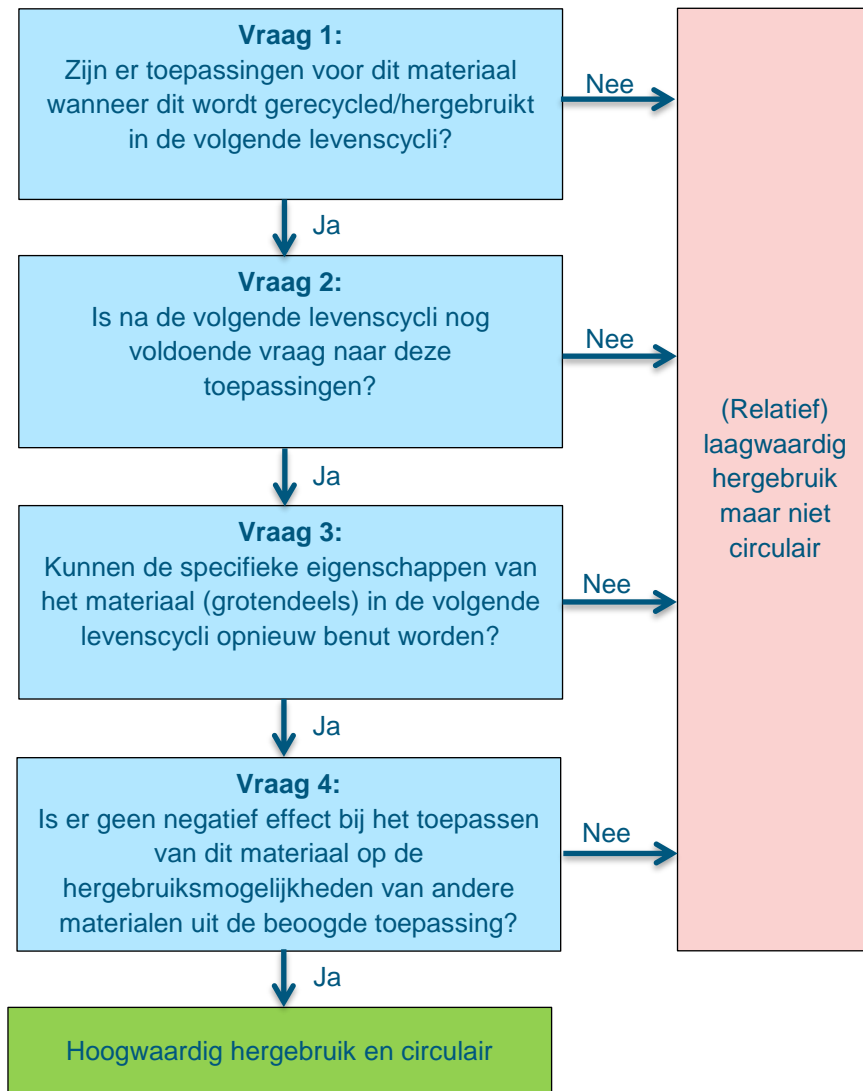 Vraag 1:
Zijn er toepassingen voor dit materiaal
wanneer dit wordt gerecycled/hergebruikt
in de volgende levenscycli?
Nee
Ja
Vraag 2:
Is na de volgende levenscycli nog
voldoende vraag naar deze
toepassingen?
Nee
Ja
Vraag 3:
Kunnen de specifieke eigenschappen van
het materiaal (grotendeels) in de volgende
levenscycli opnieuw benut worden?
Nee
Ja
Vraag 4:
Is er geen negatief effect bij het toepassen
van dit materiaal op de
hergebruiksmogelijkheden van andere
materialen uit de beoogde toepassing?
Nee
Ja
(Relatief)
laagwaardig
hergebruik
maar niet
circulair
Hoogwaardig hergebruik en circulair